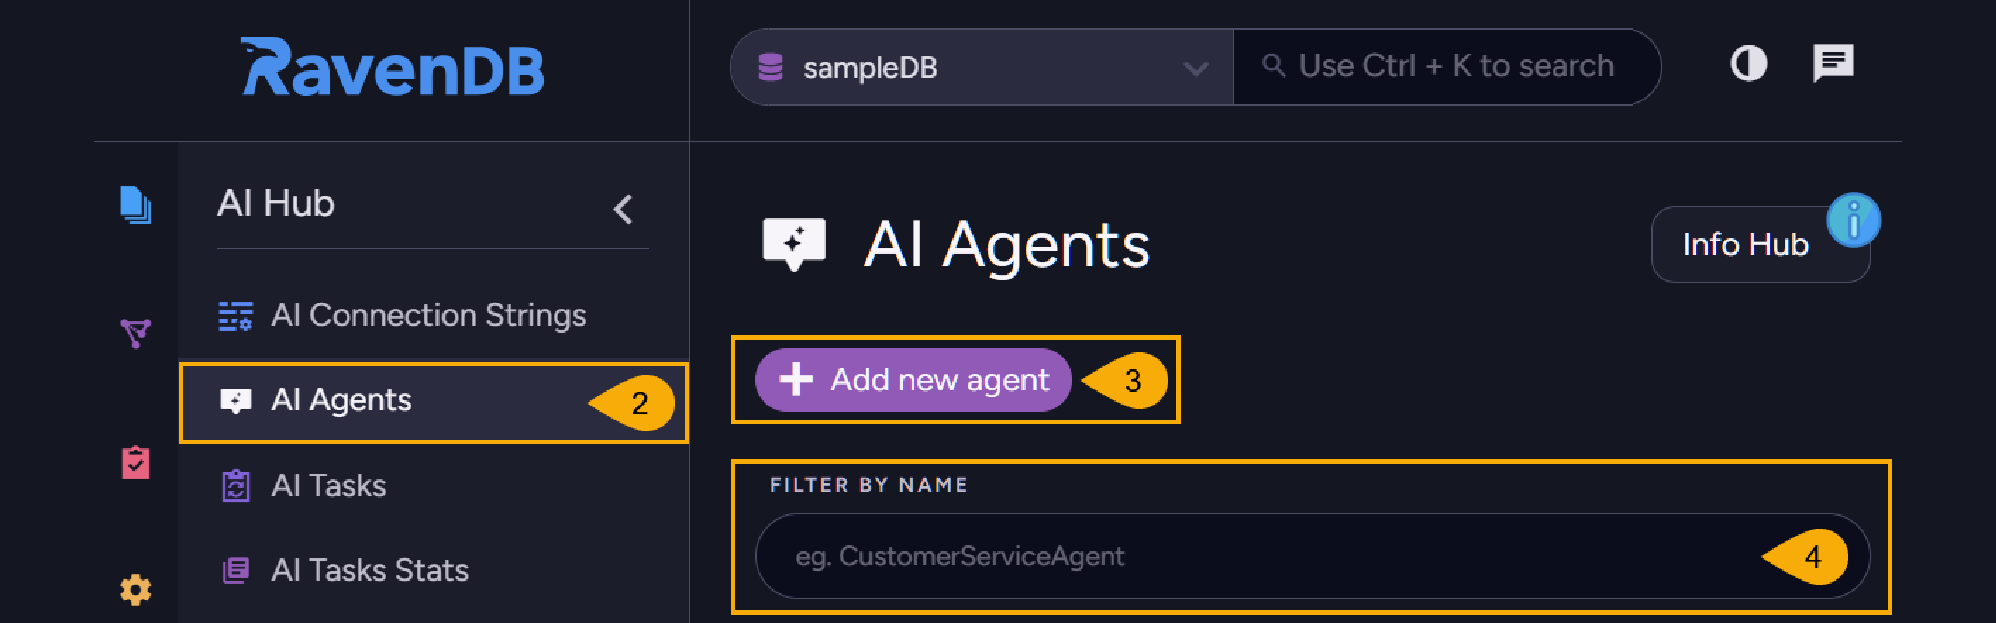 RavenDB
sampleDB
Use Ctrl + K to search
AI Hub
AI Connection Strings
AI Agents
2
AI Tasks
AI Tasks Stats
AI Agents
Info Hub
i
Add new agent
3
FILTER BY NAME
eg. CustomerServiceAgent
4